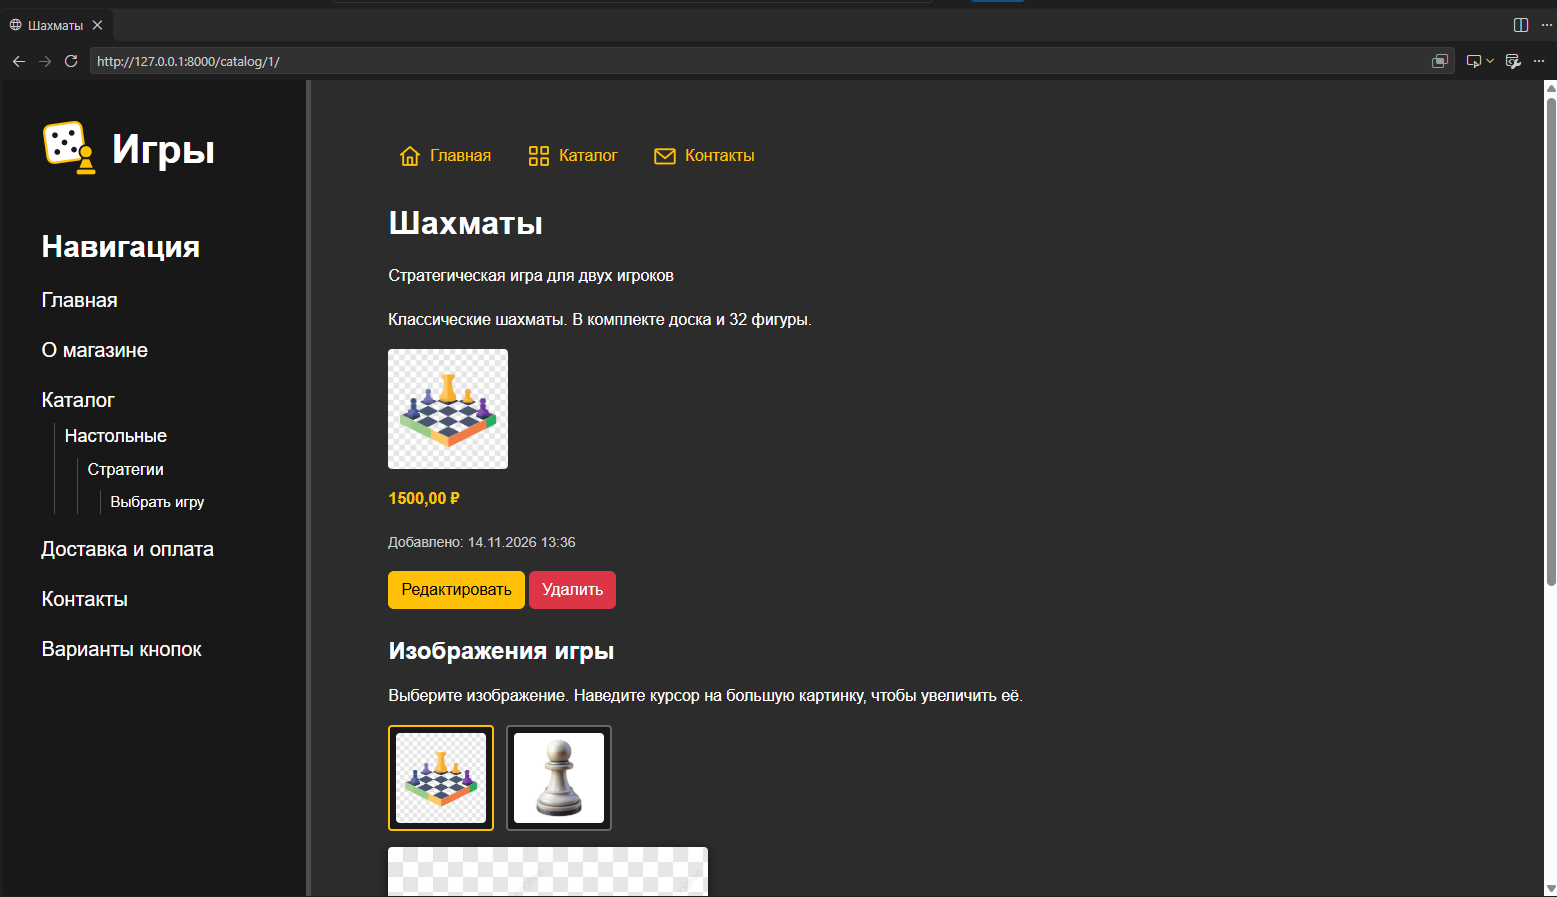 Шахматы
http://127.0.0.1:8000/catalog/1/
Игры
Навигация
Главная
О магазине
Каталог
Настольные
Стратегии
Выбрать игру
Доставка и оплата
Контакты
Варианты кнопок
Главная
Каталог
Контакты
Шахматы
Стратегическая игра для двух игроков
Классические шахматы. В комплекте доска и 32 фигуры.
1500,00 ₽
Добавлено: 14.11.2026 13:36
Редактировать
Удалить
Изображения игры
Выберите изображение. Наведите курсор на большую картинку, чтобы увеличить её.